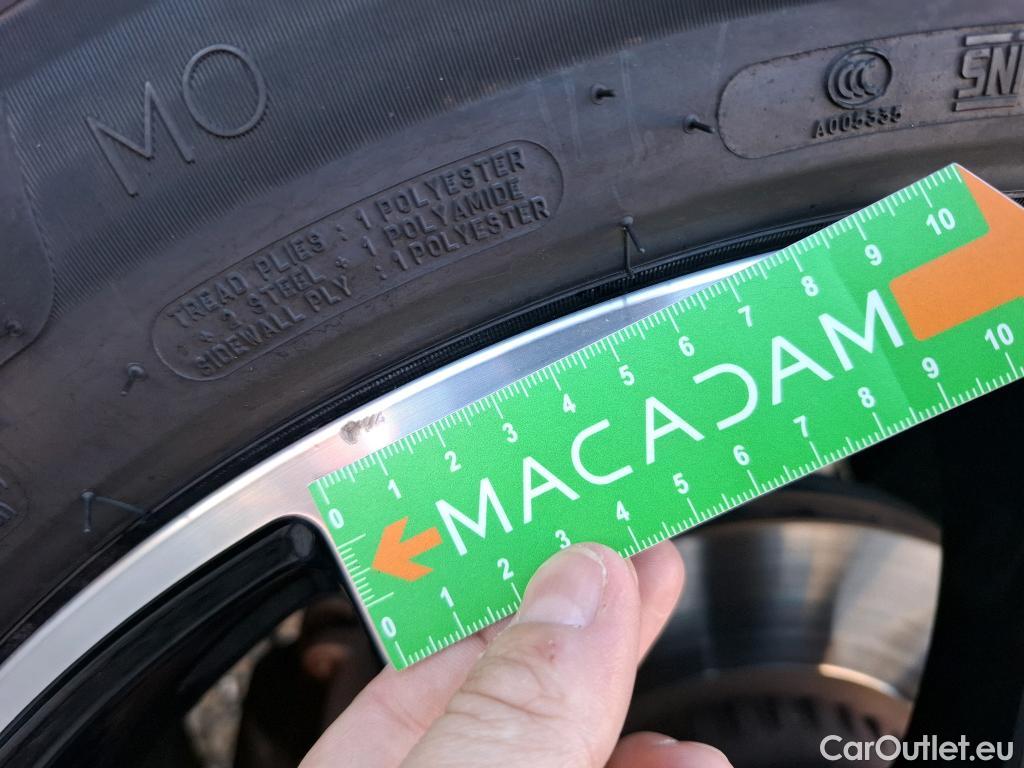 MO
TREAD PLIES : 1 POLYESTER
+ 2 STEEL + 1 POLYAMIDE
SIDEWALL PLY : 1 POLYESTER
CCC
A005335
SNI
0 1 2 3 4 5 6 7 8 9 10
MACADAM
0 1 2 3 4 5 6 7 8 9 10
CarOutlet.eu